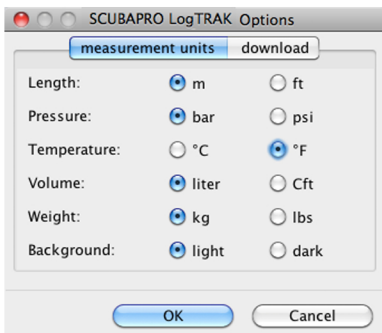 SCUBAPRO LogTRAK Options
measurement units download
Length: m ft
Pressure: bar psi
Temperature: °C °F
Volume: liter Cft
Weight: kg lbs
Background: light dark
OK Cancel